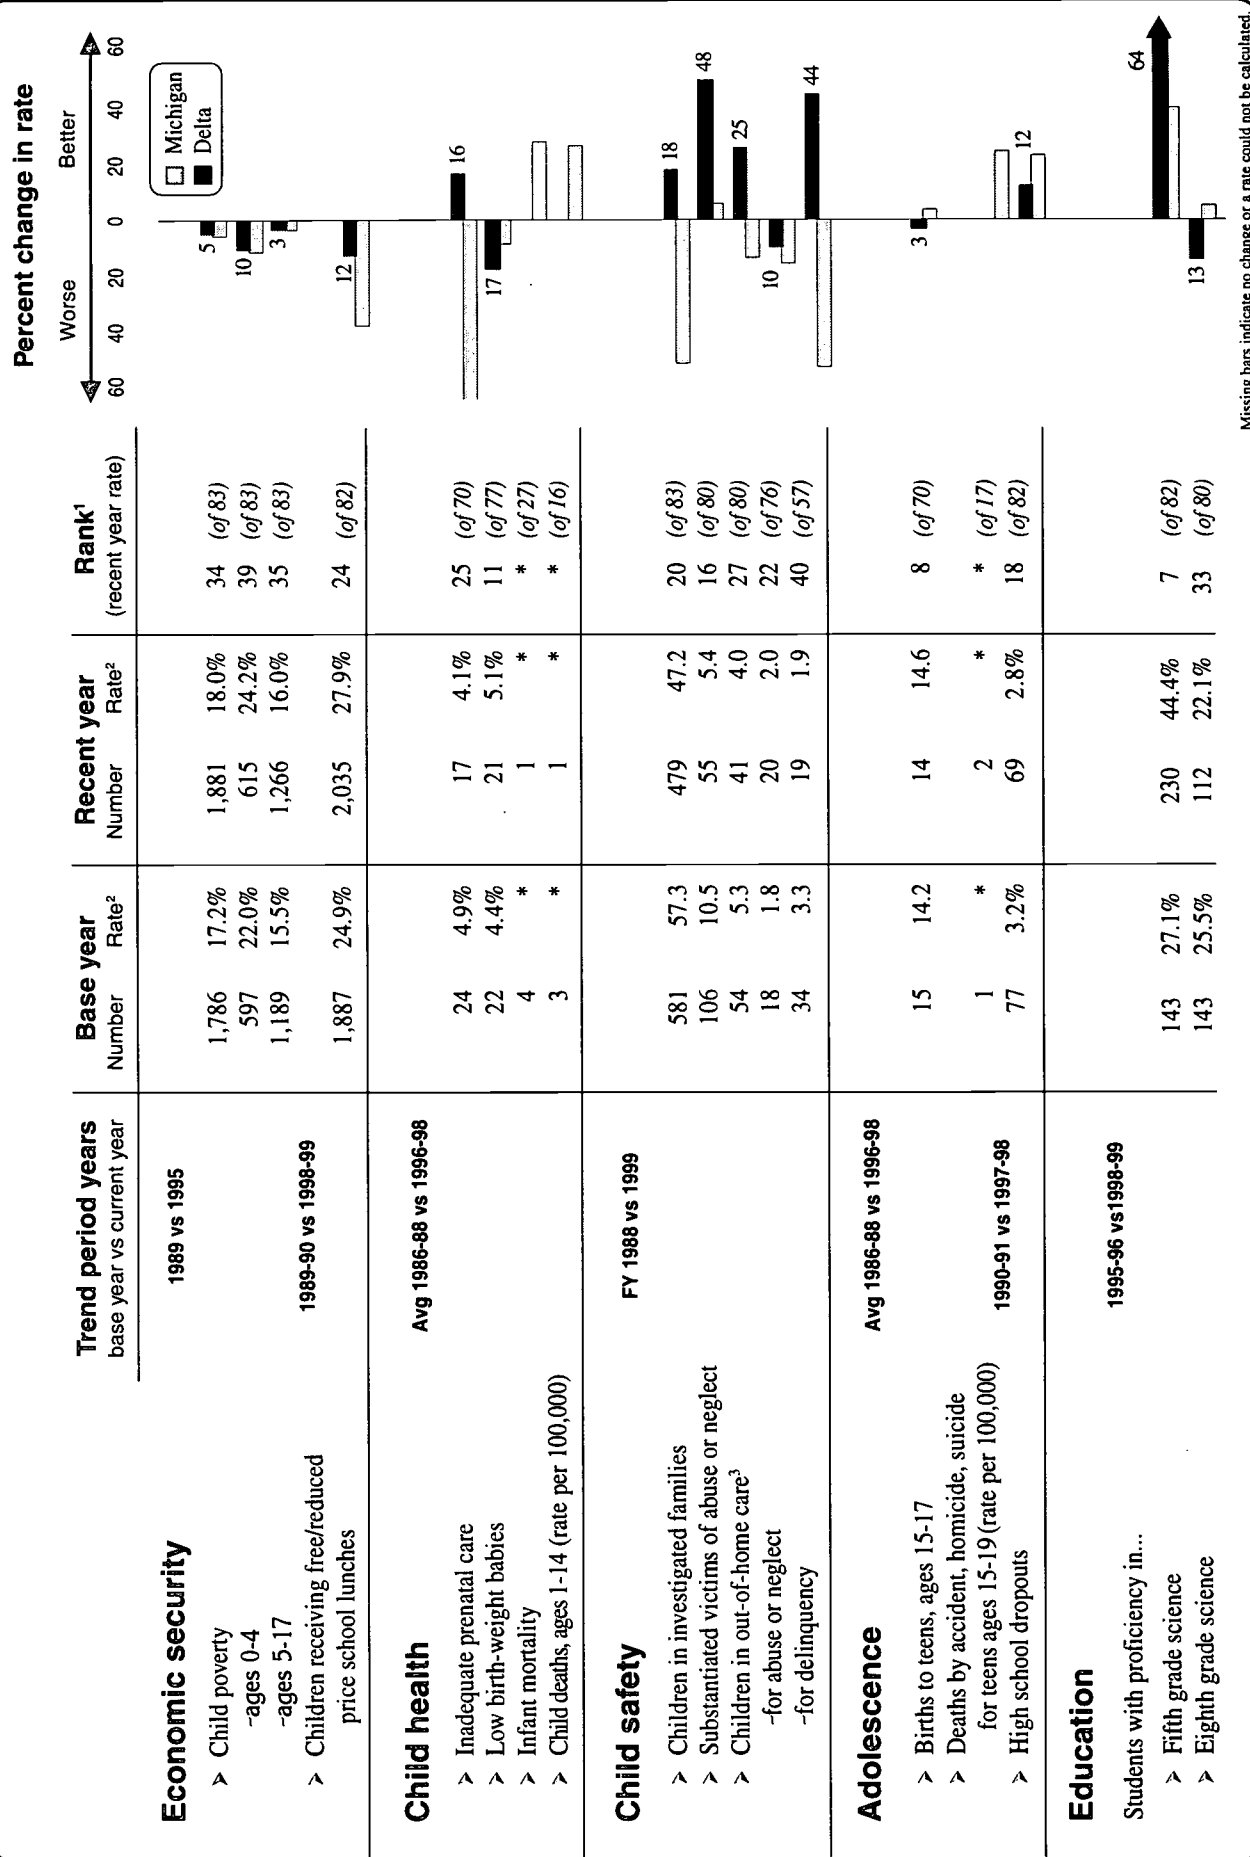 Trend period years Base year Recent year Rank¹ Percent change in rate
base year vs current year Number Rate² Number Rate² (recent year rate) Worse Better
60 40 20 0 20 40 60
Michigan
Delta
Economic security
1989 vs 1995
➤ Child poverty 1,786 17.2% 1,881 18.0% 34 (of 83) 5
-ages 0-4 597 22.0% 615 24.2% 39 (of 83) 10
-ages 5-17 1,189 15.5% 1,266 16.0% 35 (of 83) 3
1989-90 vs 1998-99
➤ Children receiving free/reduced
price school lunches 1,887 24.9% 2,035 27.9% 24 (of 82) 12
Child health
Avg 1986-88 vs 1996-98
➤ Inadequate prenatal care 24 4.9% 17 4.1% 25 (of 70) 16
➤ Low birth-weight babies 22 4.4% 21 5.1% 11 (of 77) 17
➤ Infant mortality 4 * 1 * * (of 27)
➤ Child deaths, ages 1-14 (rate per 100,000) 3 * 1 * * (of 16)
Child safety
FY 1988 vs 1999
➤ Children in investigated families 581 57.3 479 47.2 20 (of 83) 18
➤ Substantiated victims of abuse or neglect 106 10.5 55 5.4 16 (of 80) 48
➤ Children in out-of-home care³ 54 5.3 41 4.0 27 (of 80) 25
-for abuse or neglect 18 1.8 20 2.0 22 (of 76) 10
-for delinquency 34 3.3 19 1.9 40 (of 57) 44
Adolescence
Avg 1986-88 vs 1996-98
➤ Births to teens, ages 15-17 15 14.2 14 14.6 8 (of 70) 3
➤ Deaths by accident, homicide, suicide
for teens ages 15-19 (rate per 100,000) 1 * 2 * * (of 17)
1990-91 vs 1997-98
➤ High school dropouts 77 3.2% 69 2.8% 18 (of 82) 12
Education
1995-96 vs1998-99
Students with proficiency in...
➤ Fifth grade science 143 27.1% 230 44.4% 7 (of 82) 64
➤ Eighth grade science 143 25.5% 112 22.1% 33 (of 80) 13
Missing bars indicate no change or a rate could not be calculated.